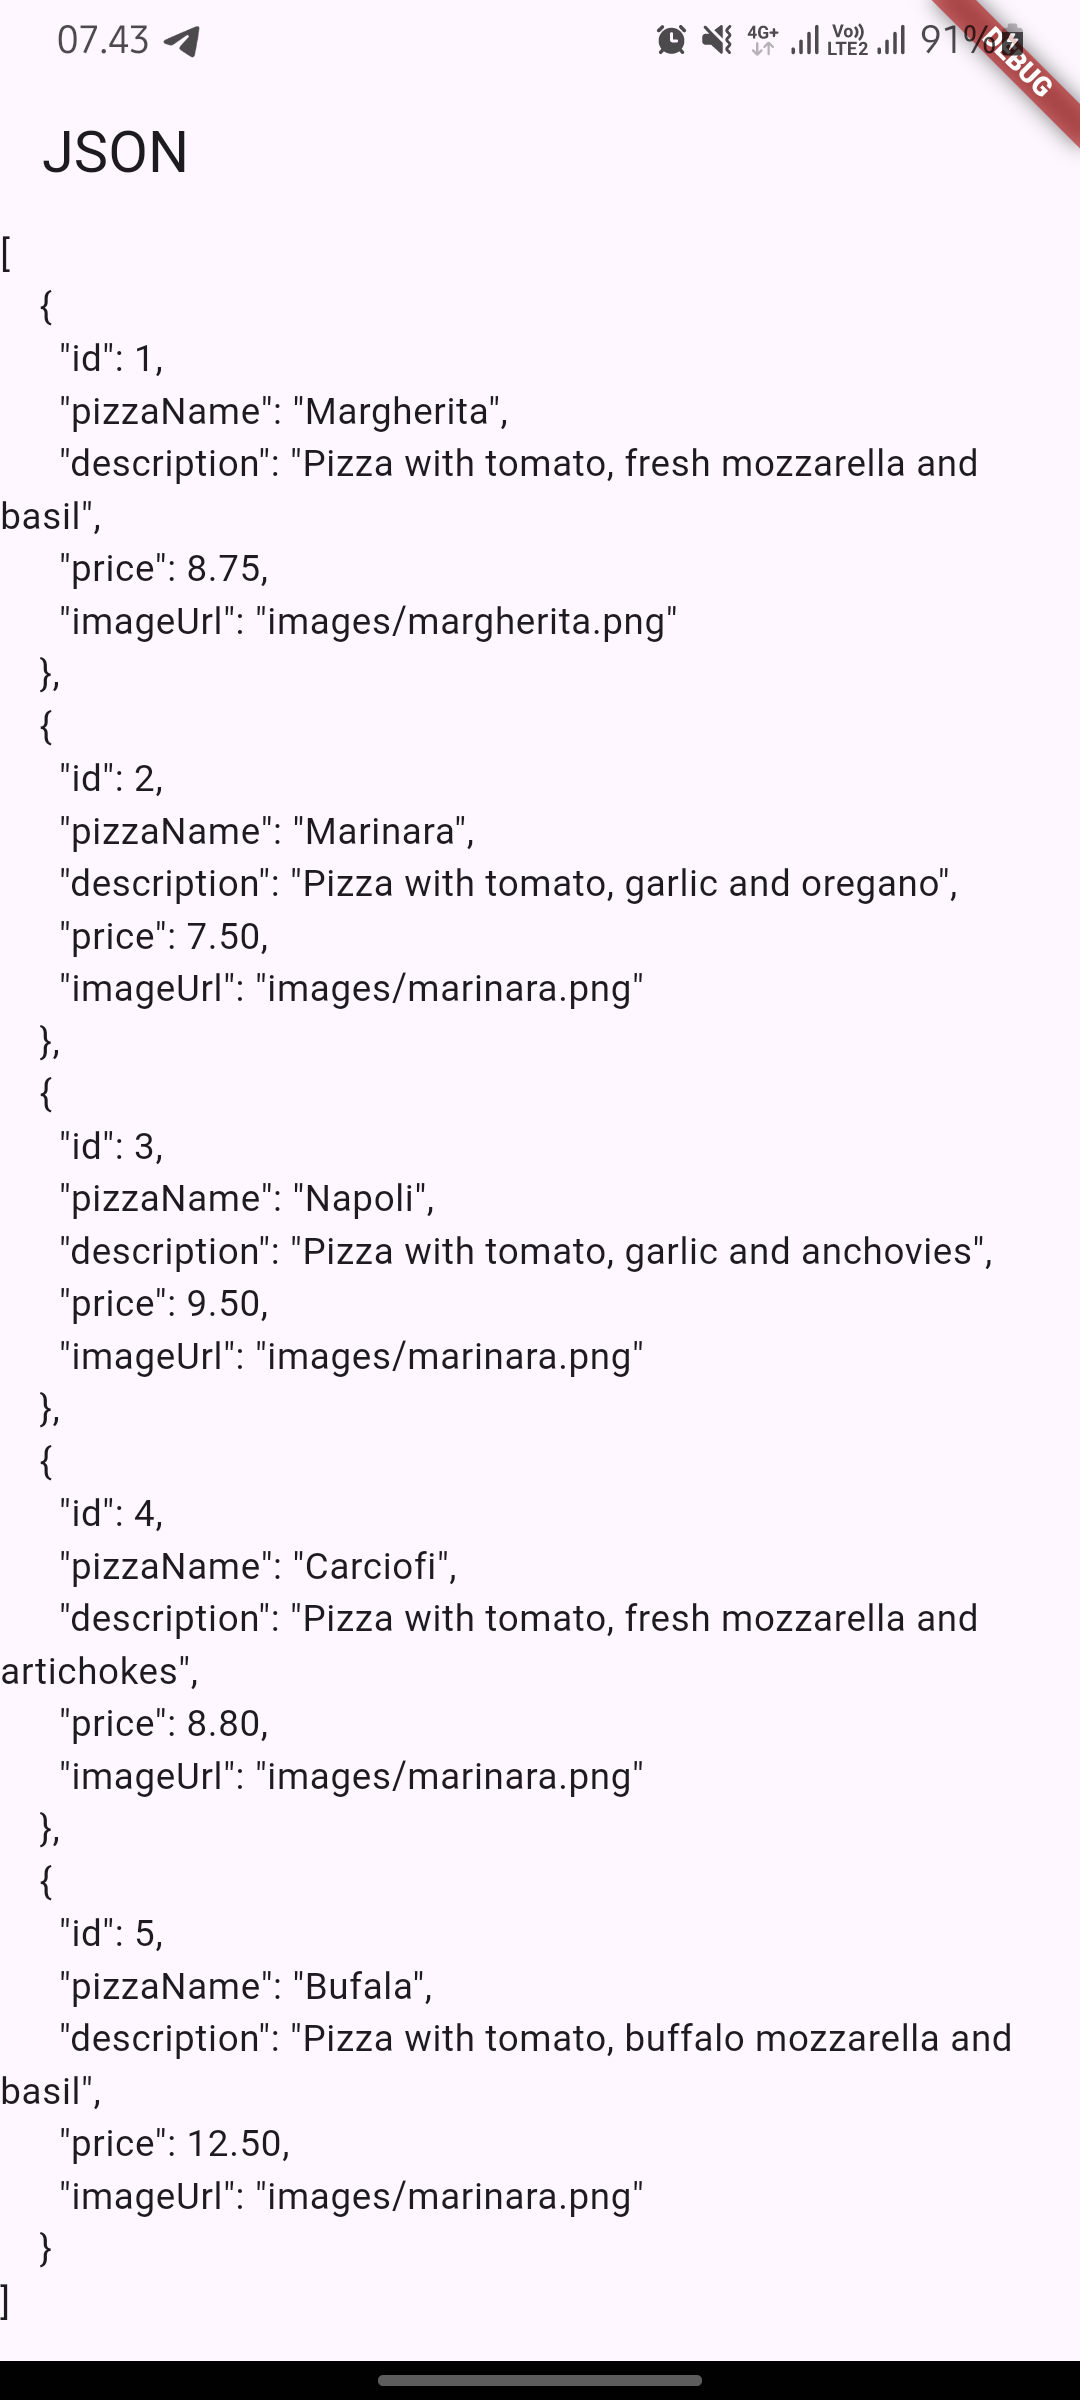 07.43
4G+
Vo))
LTE2
91%
DEBUG
JSON
[
    {
      "id": 1,
      "pizzaName": "Margherita",
      "description": "Pizza with tomato, fresh mozzarella and
basil",
      "price": 8.75,
      "imageUrl": "images/margherita.png"
    },
    {
      "id": 2,
      "pizzaName": "Marinara",
      "description": "Pizza with tomato, garlic and oregano",
      "price": 7.50,
      "imageUrl": "images/marinara.png"
    },
    {
      "id": 3,
      "pizzaName": "Napoli",
      "description": "Pizza with tomato, garlic and anchovies",
      "price": 9.50,
      "imageUrl": "images/marinara.png"
    },
    {
      "id": 4,
      "pizzaName": "Carciofi",
      "description": "Pizza with tomato, fresh mozzarella and
artichokes",
      "price": 8.80,
      "imageUrl": "images/marinara.png"
    },
    {
      "id": 5,
      "pizzaName": "Bufala",
      "description": "Pizza with tomato, buffalo mozzarella and
basil",
      "price": 12.50,
      "imageUrl": "images/marinara.png"
    }
]